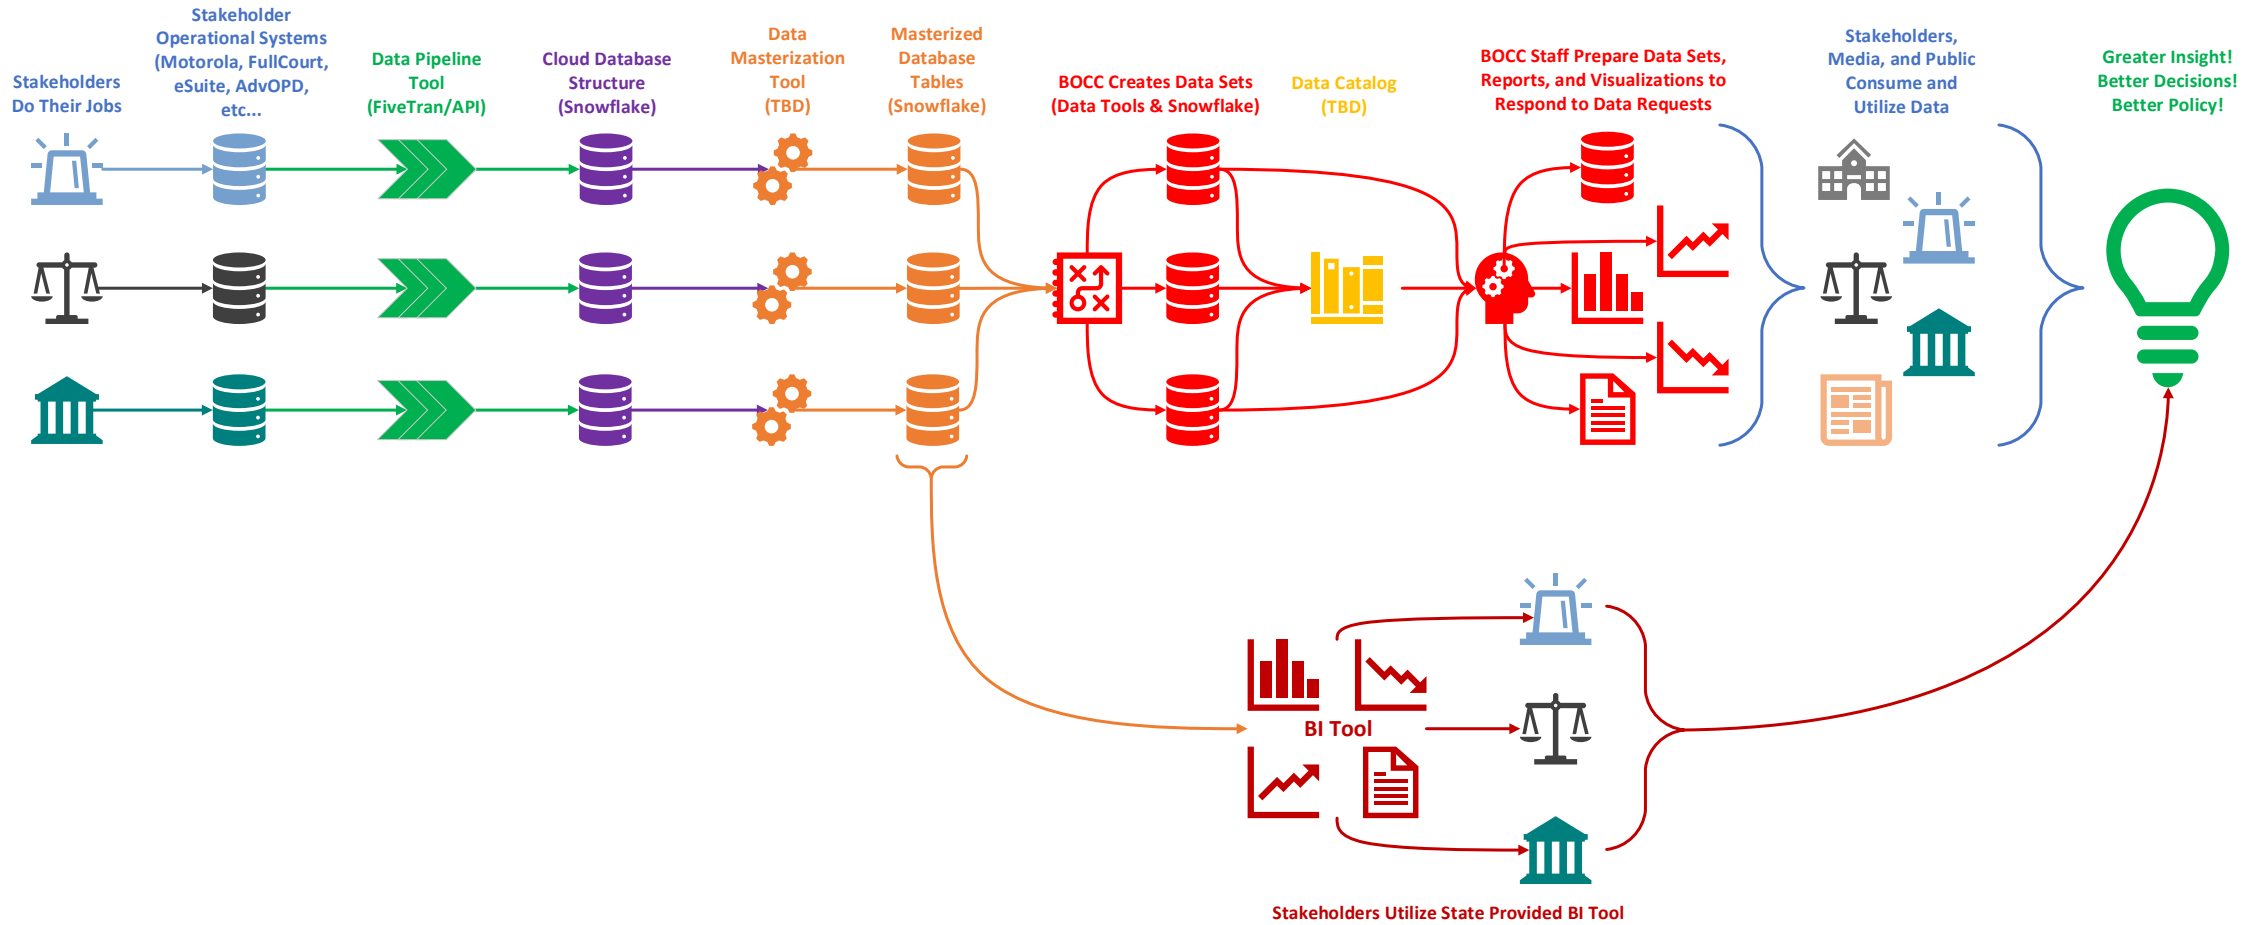 Stakeholders
Do Their Jobs
Stakeholder
Operational Systems
(Motorola, FullCourt,
eSuite, AdvOPD,
etc...
Data Pipeline
Tool
(FiveTran/API)
Cloud Database
Structure
(Snowflake)
Data
Masterization
Tool
(TBD)
Masterized
Database
Tables
(Snowflake)
BOCC Creates Data Sets
(Data Tools & Snowflake)
Data Catalog
(TBD)
BOCC Staff Prepare Data Sets,
Reports, and Visualizations to
Respond to Data Requests
Stakeholders,
Media, and Public
Consume and
Utilize Data
Greater Insight!
Better Decisions!
Better Policy!
BI Tool
Stakeholders Utilize State Provided BI Tool